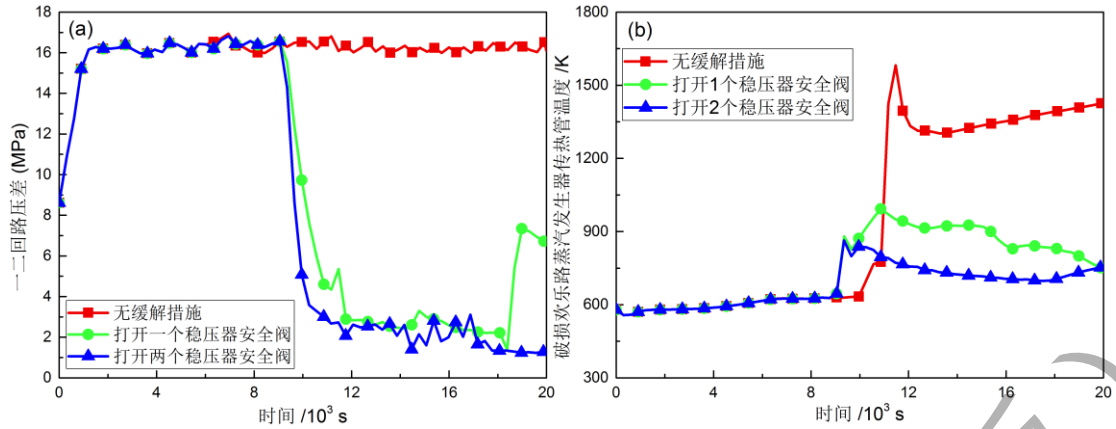 (a)
18
16
14
12
10
8
6
4
2
0
一二回路压差 (MPa)
无缓解措施
打开一个稳压器安全阀
打开两个稳压器安全阀
0 4 8 12 16 20
时间 /10³ s
(b)
1800
1500
1200
900
600
300
破损欢乐路蒸汽发生器传热管温度 /K
无缓解措施
打开1个稳压器安全阀
打开2个稳压器安全阀
0 4 8 12 16 20
时间 /10³ s